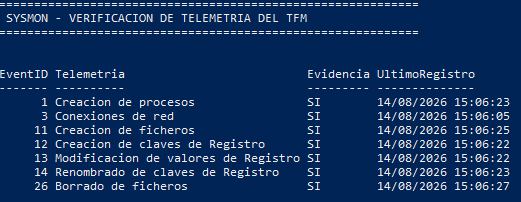 ============================================================
SYSMON - VERIFICACION DE TELEMETRIA DEL TFM
============================================================
EventID Telemetria Evidencia UltimoRegistro
------- ---------- --------- --------------
1 Creacion de procesos SI 14/08/2026 15:06:23
3 Conexiones de red SI 14/08/2026 15:06:05
11 Creacion de ficheros SI 14/08/2026 15:06:25
12 Creacion de claves de Registro SI 14/08/2026 15:06:22
13 Modificacion de valores de Registro SI 14/08/2026 15:06:22
14 Renombrado de claves de Registro SI 14/08/2026 15:06:23
26 Borrado de ficheros SI 14/08/2026 15:06:27